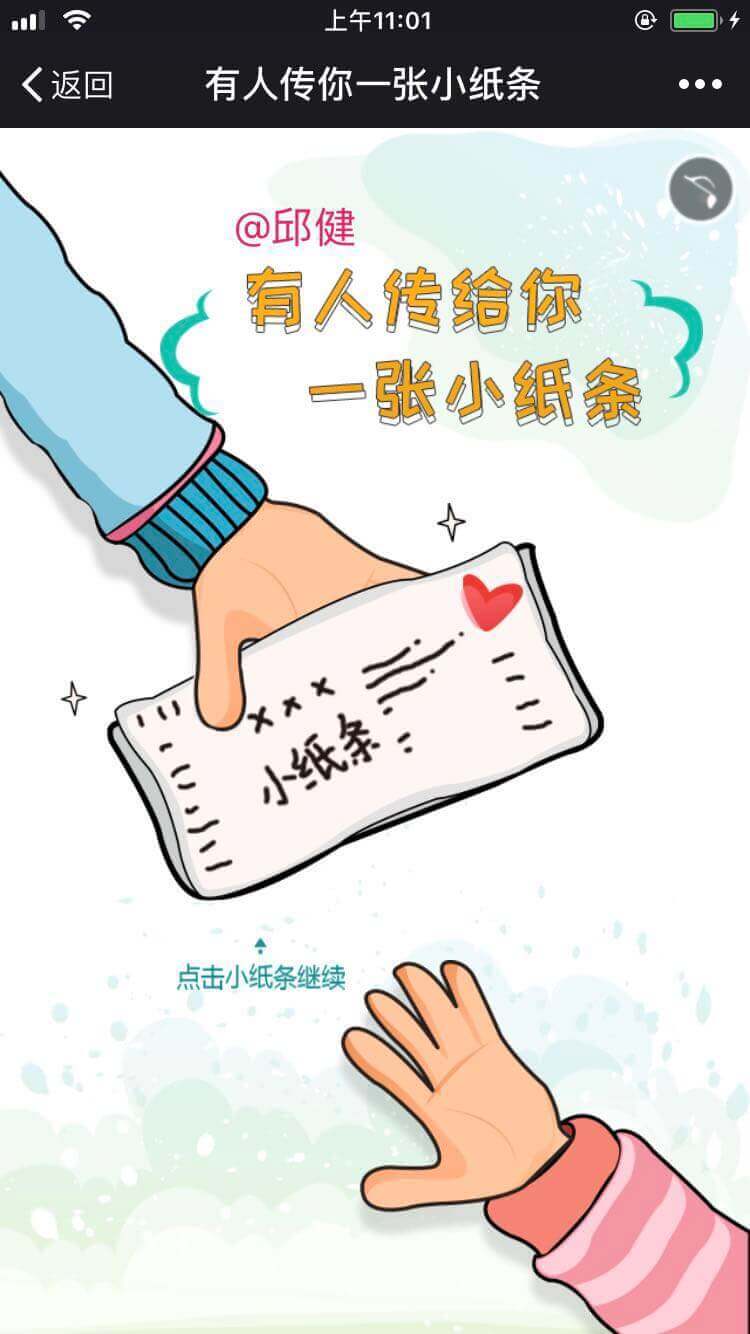 上午11:01
返回
有人传你一张小纸条
@邱健
有人传给你
一张小纸条
×××
小纸条
点击小纸条继续